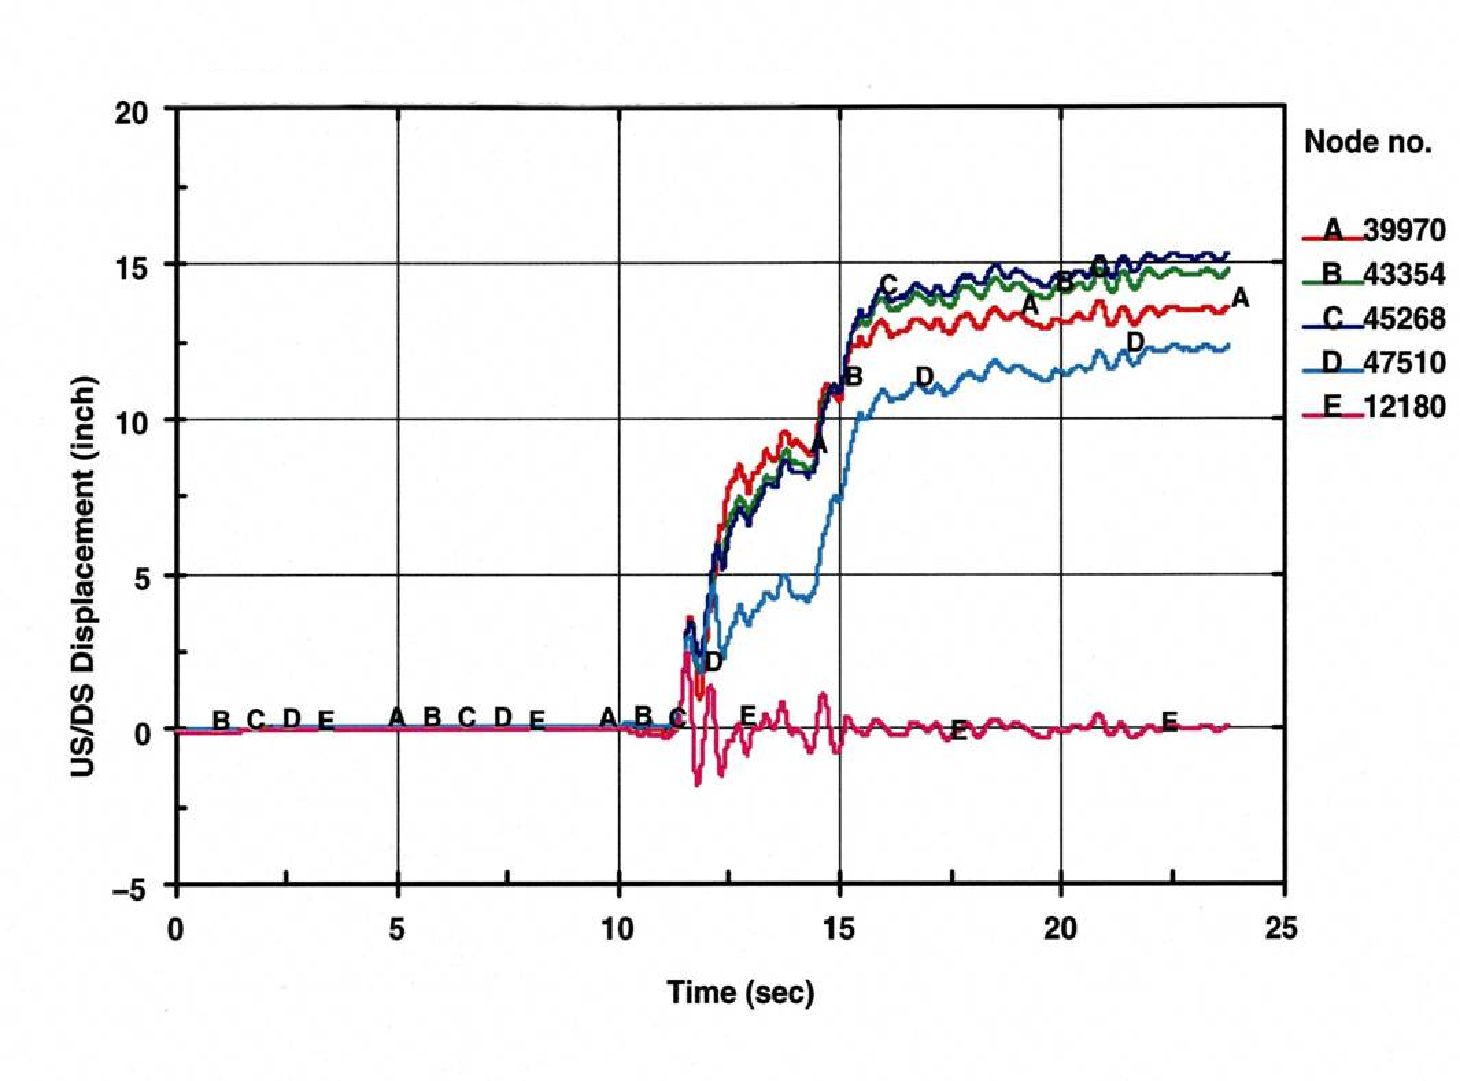 20
15
10
5
0
–5
0 5 10 15 20 25
US/DS Displacement (inch)
Time (sec)
Node no.
A 39970
B 43354
C 45268
D 47510
E 12180
B C D E A B C D E A B C
D
E
A
B
C
D
E
A
B
C
D
E
A